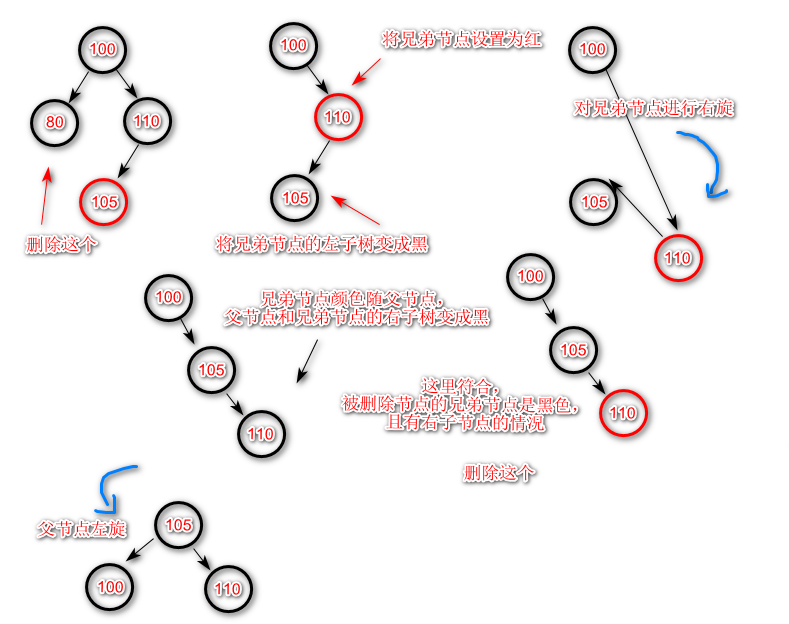 100
80
110
105
删除这个
100
将兄弟节点设置为红
110
105
将兄弟节点的左子树变成黑
100
对兄弟节点进行右旋
105
110
100
兄弟节点颜色随父节点，
父节点和兄弟节点的右子树变成黑
105
110
100
105
这里符合，
被删除节点的兄弟节点是黑色，
且有右子节点的情况
110
删除这个
父节点左旋
105
100
110